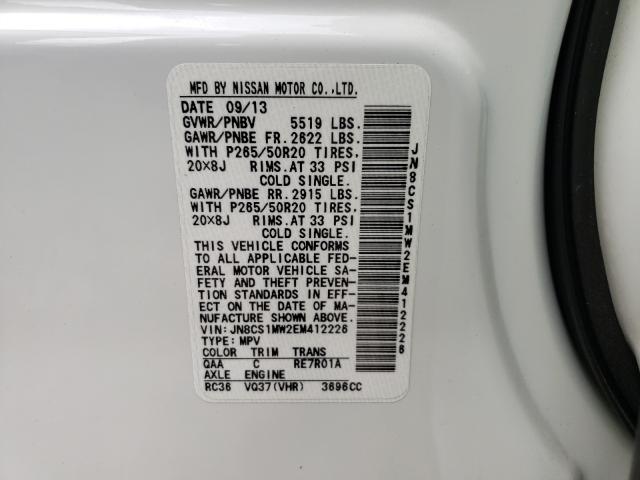 MFD BY NISSAN MOTOR CO.,LTD.
DATE 09/13
GVWR/PNBV 5519 LBS.
GAWR/PNBE FR. 2622 LBS.
WITH P265/50R20 TIRES,
20X8J RIMS. AT 33 PSI
COLD SINGLE.
GAWR/PNBE RR. 2915 LBS.
WITH P265/50R20 TIRES,
20X8J RIMS. AT 33 PSI
COLD SINGLE.
THIS VEHICLE CONFORMS
TO ALL APPLICABLE FED-
ERAL MOTOR VEHICLE SA-
FETY AND THEFT PREVEN-
TION STANDARDS IN EFF-
ECT ON THE DATE OF MA-
NUFACTURE SHOWN ABOVE.
VIN: JN8CS1MW2EM412226
TYPE: MPV
COLOR TRIM TRANS
QAA C RE7R01A
AXLE ENGINE
RC36 VQ37(VHR) 3696CC
JN8CS1MW2EM412226